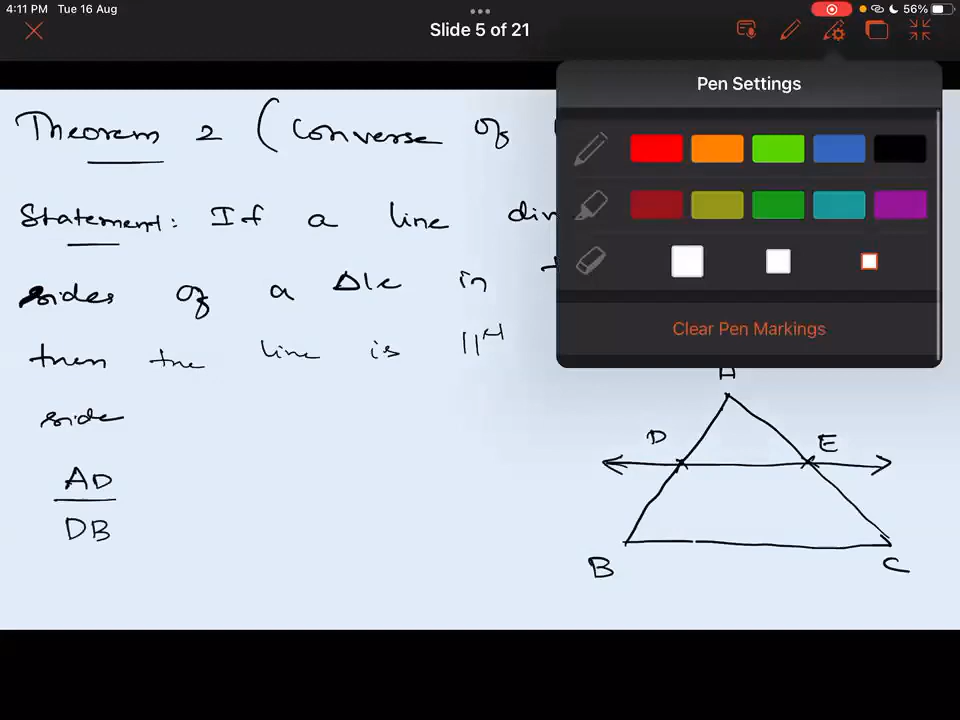 4:11 PM Tue 16 Aug 56%
Slide 5 of 21
Pen Settings
Clear Pen Markings
Theorem 2 (Converse of
Statement: If a line div
sides of a Δle in
then the line is ||el
side
AD
DB
A
D
E
B
C